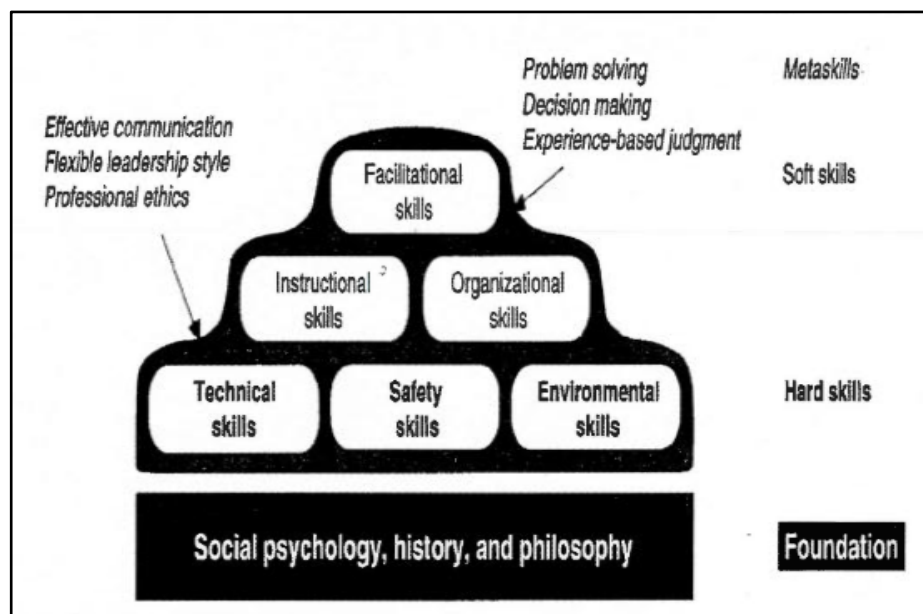 Problem solving
Decision making
Experience-based judgment
Metaskills
Effective communication
Flexible leadership style
Professional ethics
Facilitational
skills
Soft skills
Instructional
skills
Organizational
skills
Technical
skills
Safety
skills
Environmental
skills
Hard skills
Social psychology, history, and philosophy
Foundation